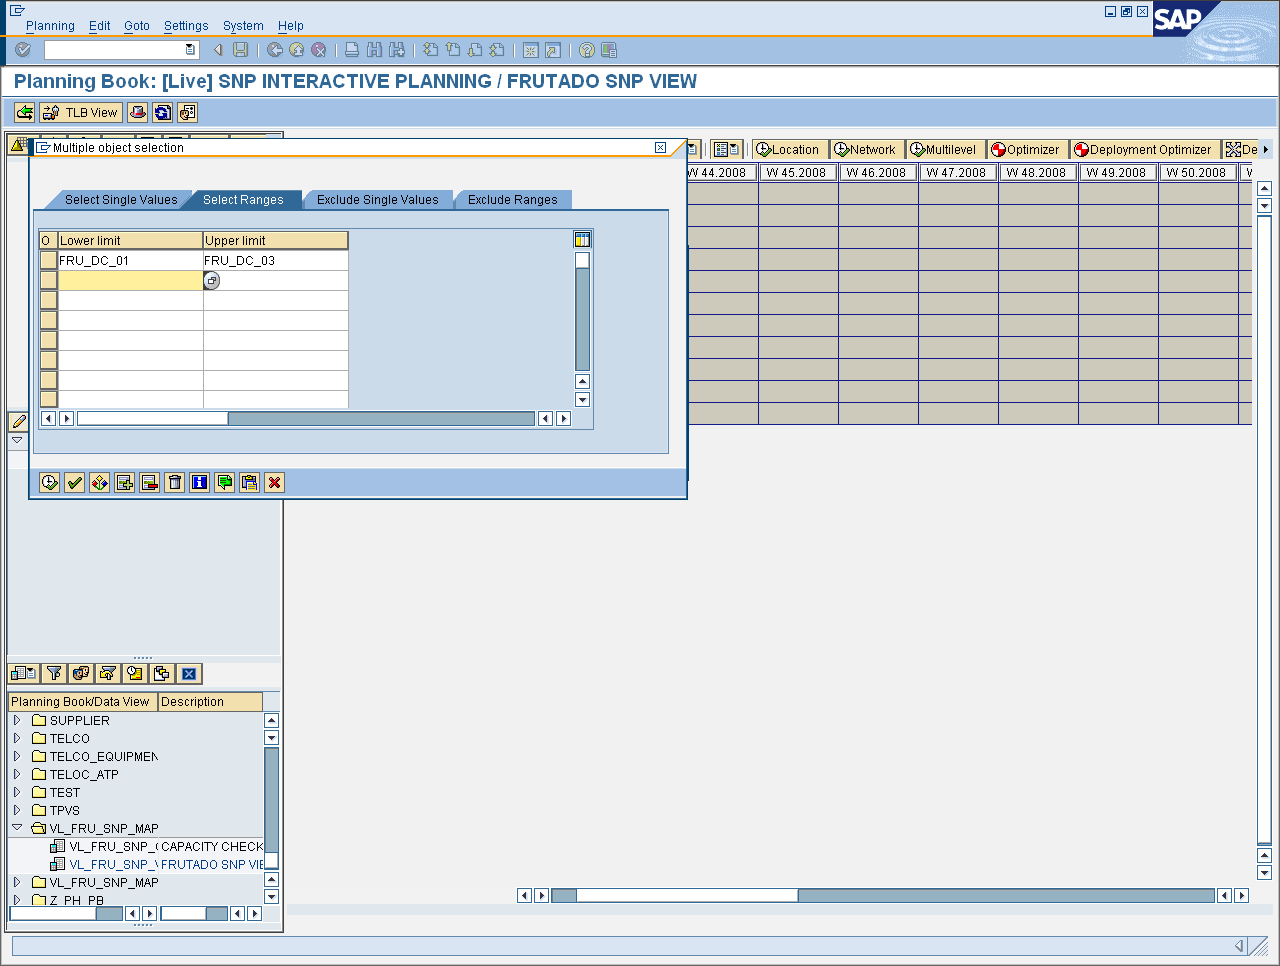 Planning Edit Goto Settings System Help
SAP
Planning Book: [Live] SNP INTERACTIVE PLANNING / FRUTADO SNP VIEW
TLB View
Multiple object selection
Location Network Multilevel Optimizer Deployment Optimizer De
W 44.2008 W 45.2008 W 46.2008 W 47.2008 W 48.2008 W 49.2008 W 50.2008
Select Single Values Select Ranges Exclude Single Values Exclude Ranges
O Lower limit Upper limit
FRU_DC_01 FRU_DC_03
Planning Book/Data View Description
SUPPLIER
TELCO
TELCO_EQUIPMEN
TELOC_ATP
TEST
TPVS
VL_FRU_SNP_MAP
VL_FRU_SNP_ CAPACITY CHECK
VL_FRU_SNP_ FRUTADO SNP VIE
VL_FRU_SNP_MAP
Z_PH_PB